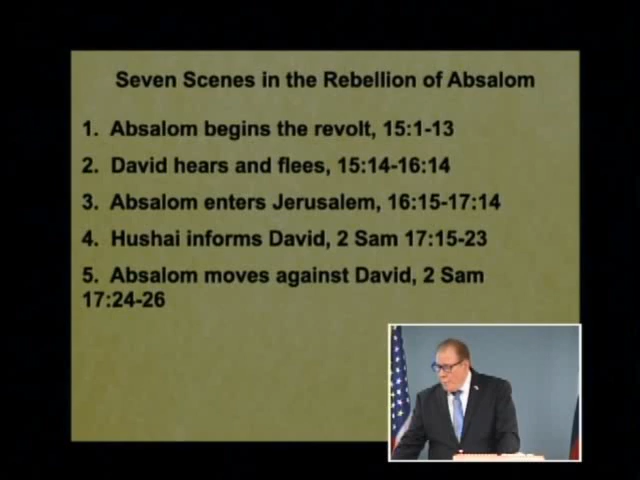 Seven Scenes in the Rebellion of Absalom
1. Absalom begins the revolt, 15:1-13
2. David hears and flees, 15:14-16:14
3. Absalom enters Jerusalem, 16:15-17:14
4. Hushai informs David, 2 Sam 17:15-23
5. Absalom moves against David, 2 Sam
17:24-26